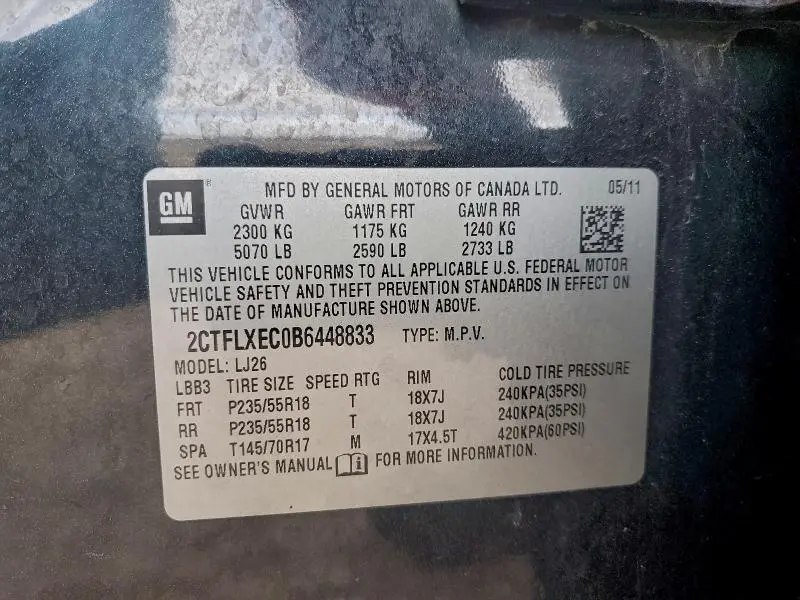 GM
MFD BY GENERAL MOTORS OF CANADA LTD. 05/11
GVWR GAWR FRT GAWR RR
2300 KG 1175 KG 1240 KG
5070 LB 2590 LB 2733 LB
THIS VEHICLE CONFORMS TO ALL APPLICABLE U.S. FEDERAL MOTOR
VEHICLE SAFETY AND THEFT PREVENTION STANDARDS IN EFFECT ON
THE DATE OF MANUFACTURE SHOWN ABOVE.
2CTFLXEC0B6448833 TYPE: M.P.V.
MODEL: LJ26
LBB3 TIRE SIZE SPEED RTG RIM COLD TIRE PRESSURE
FRT P235/55R18 T 18X7J 240KPA(35PSI)
RR P235/55R18 T 18X7J 240KPA(35PSI)
SPA T145/70R17 M 17X4.5T 420KPA(60PSI)
SEE OWNER'S MANUAL FOR MORE INFORMATION.